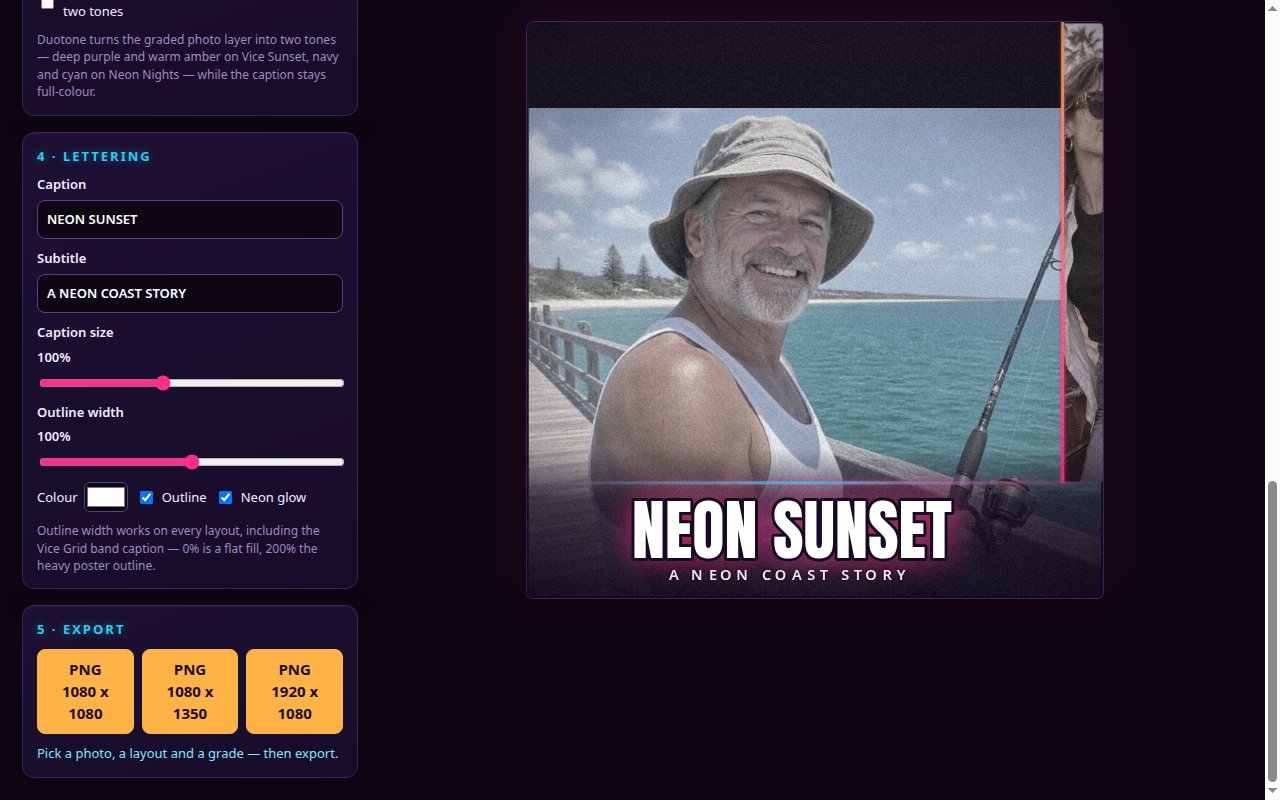 two tones
Duotone turns the graded photo layer into two tones
— deep purple and warm amber on Vice Sunset, navy
and cyan on Neon Nights — while the caption stays
full-colour.
4 · LETTERING
Caption
NEON SUNSET
Subtitle
A NEON COAST STORY
Caption size
100%
Outline width
100%
Colour
Outline
Neon glow
Outline width works on every layout, including the
Vice Grid band caption — 0% is a flat fill, 200% the
heavy poster outline.
5 · EXPORT
PNG
1080 x
1080
PNG
1080 x
1350
PNG
1920 x
1080
Pick a photo, a layout and a grade — then export.
NEON SUNSET
A NEON COAST STORY